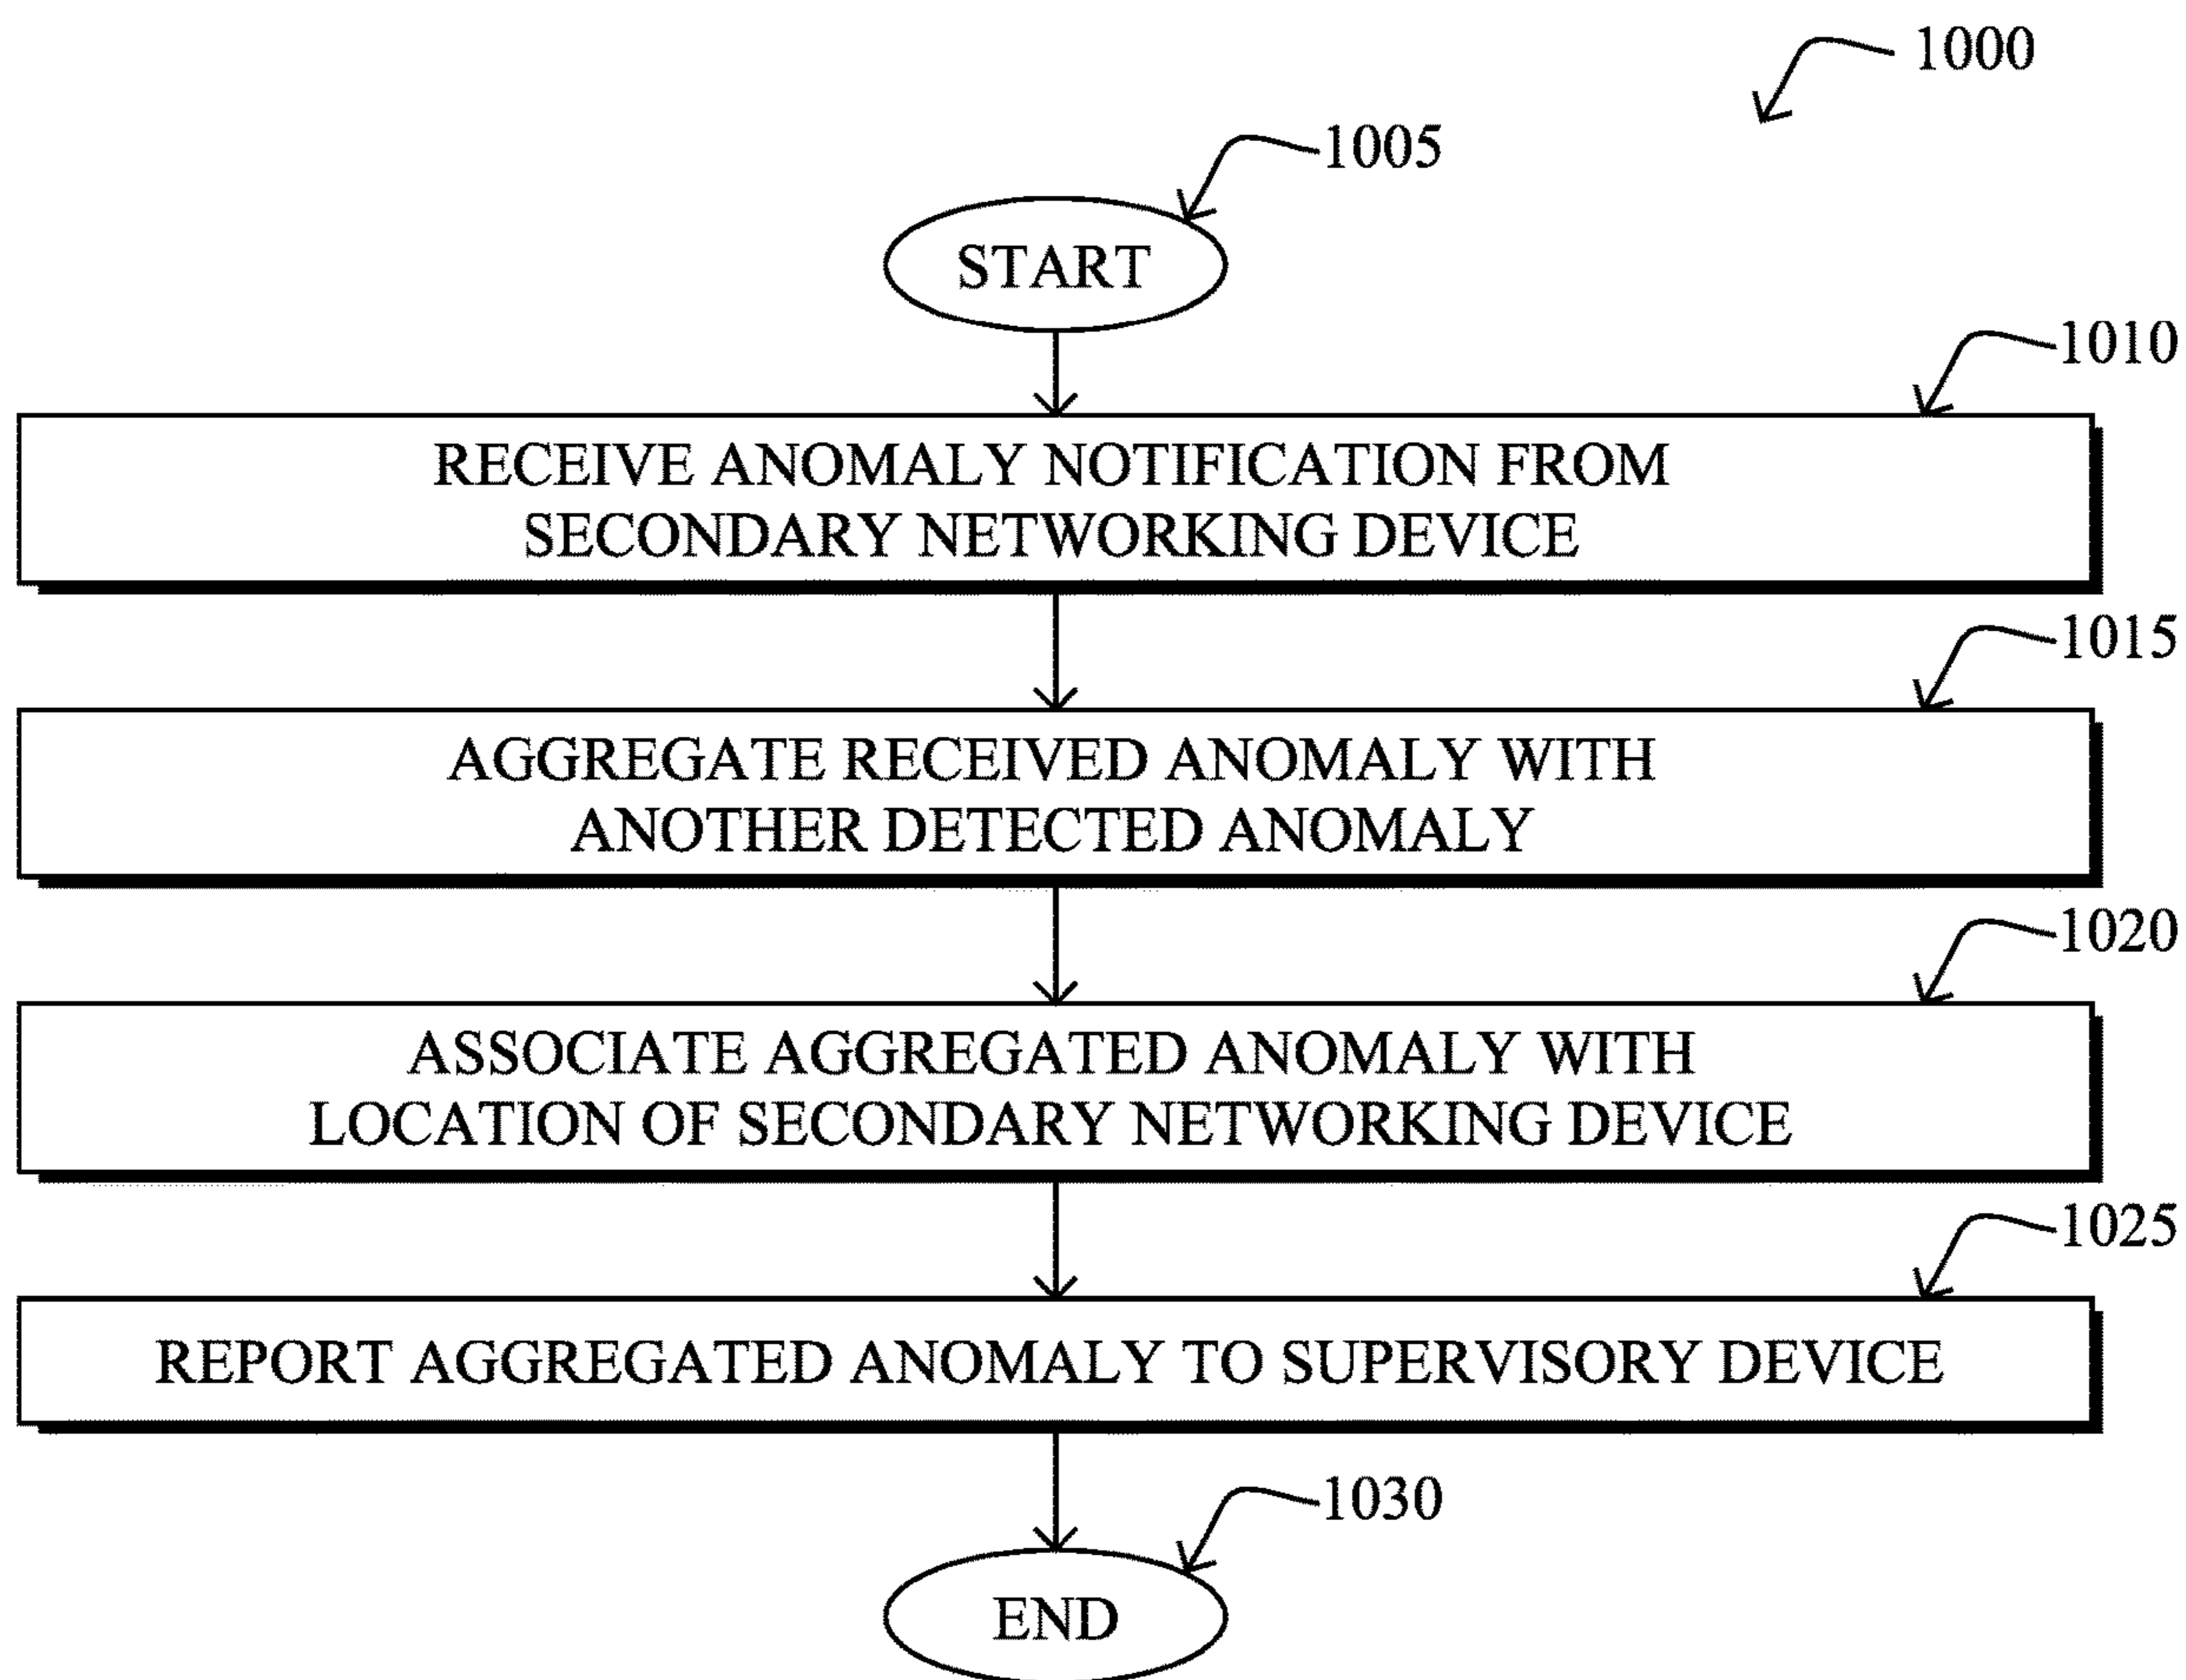 1000
1005
START
1010
RECEIVE ANOMALY NOTIFICATION FROM
SECONDARY NETWORKING DEVICE
1015
AGGREGATE RECEIVED ANOMALY WITH
ANOTHER DETECTED ANOMALY
1020
ASSOCIATE AGGREGATED ANOMALY WITH
LOCATION OF SECONDARY NETWORKING DEVICE
1025
REPORT AGGREGATED ANOMALY TO SUPERVISORY DEVICE
1030
END